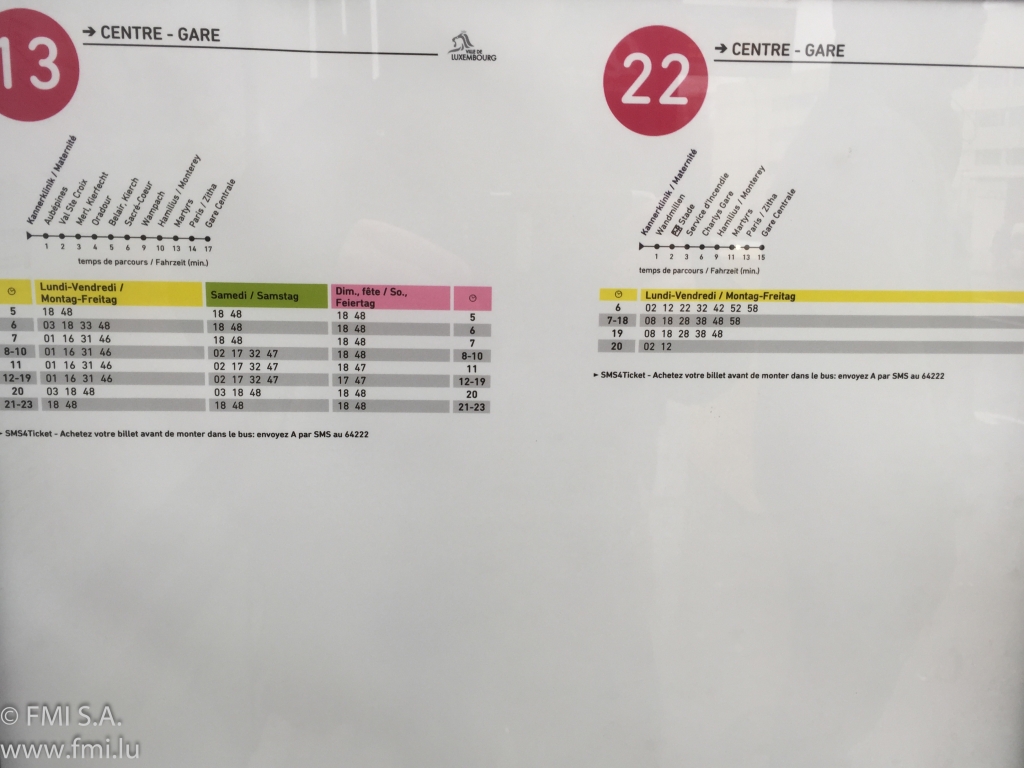 13
→ CENTRE - GARE
VILLE DE
LUXEMBOURG
Kannerklinik / Maternité
Aubépines
Val Ste Croix
Merl, Kierfecht
Oradour
Belair, Kierch
Sacré-Coeur
Wampach
Hamilius / Monterey
Martyrs
Paris / Zitha
Gare Centrale
1 2 3 4 5 6 9 10 13 14 17
temps de parcours / Fahrzeit (min.)
Lundi-Vendredi / Montag-Freitag Samedi / Samstag Dim., fête / So., Feiertag
5 18 48 18 48 18 48 5
6 03 18 33 48 18 48 18 48 6
7 01 16 31 46 18 48 18 48 7
8-10 01 16 31 46 02 17 32 47 18 48 8-10
11 01 16 31 46 02 17 32 47 18 47 11
12-19 01 16 31 46 02 17 32 47 17 47 12-19
20 03 18 48 03 18 48 18 48 20
21-23 18 48 18 48 18 48 21-23
► SMS4Ticket - Achetez votre billet avant de monter dans le bus: envoyez A par SMS au 64222
22
→ CENTRE - GARE
Kannerklinik / Maternité
Wandmillen
Stade
Service d'Incendie
Charlys Gare
Hamilius / Monterey
Martyrs
Paris / Zitha
Gare Centrale
1 2 3 6 9 11 13 15
temps de parcours / Fahrzeit (min.)
Lundi-Vendredi / Montag-Freitag
6 02 12 22 32 42 52 58
7-18 08 18 28 38 48 58
19 08 18 28 38 48
20 02 12
► SMS4Ticket - Achetez votre billet avant de monter dans le bus: envoyez A par SMS au 64222
© FMI S.A.
www.fmi.lu